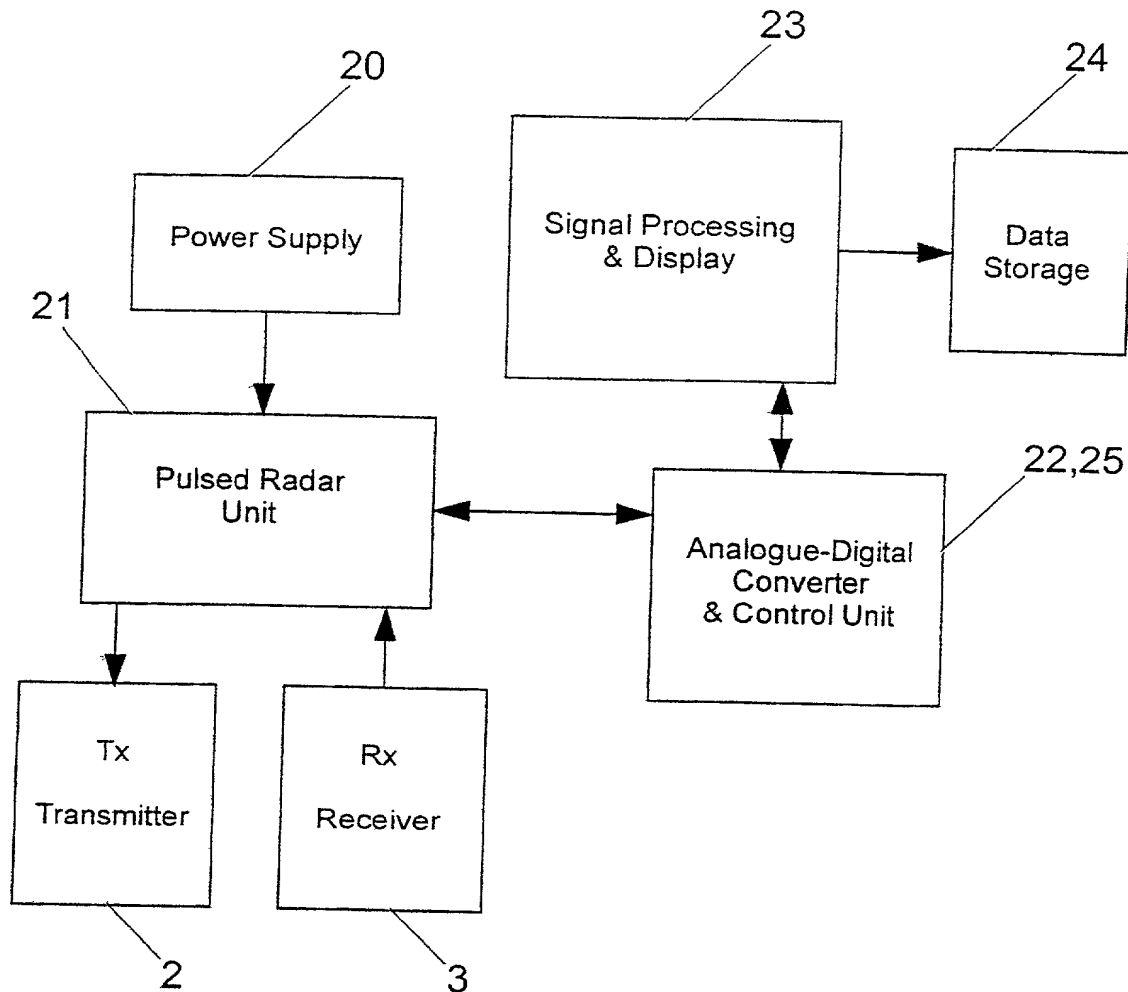 23
20
24
Power Supply
Signal Processing
& Display
Data
Storage
21
Pulsed Radar
Unit
22,25
Analogue-Digital
Converter
& Control Unit
Tx
Transmitter
Rx
Receiver
2
3